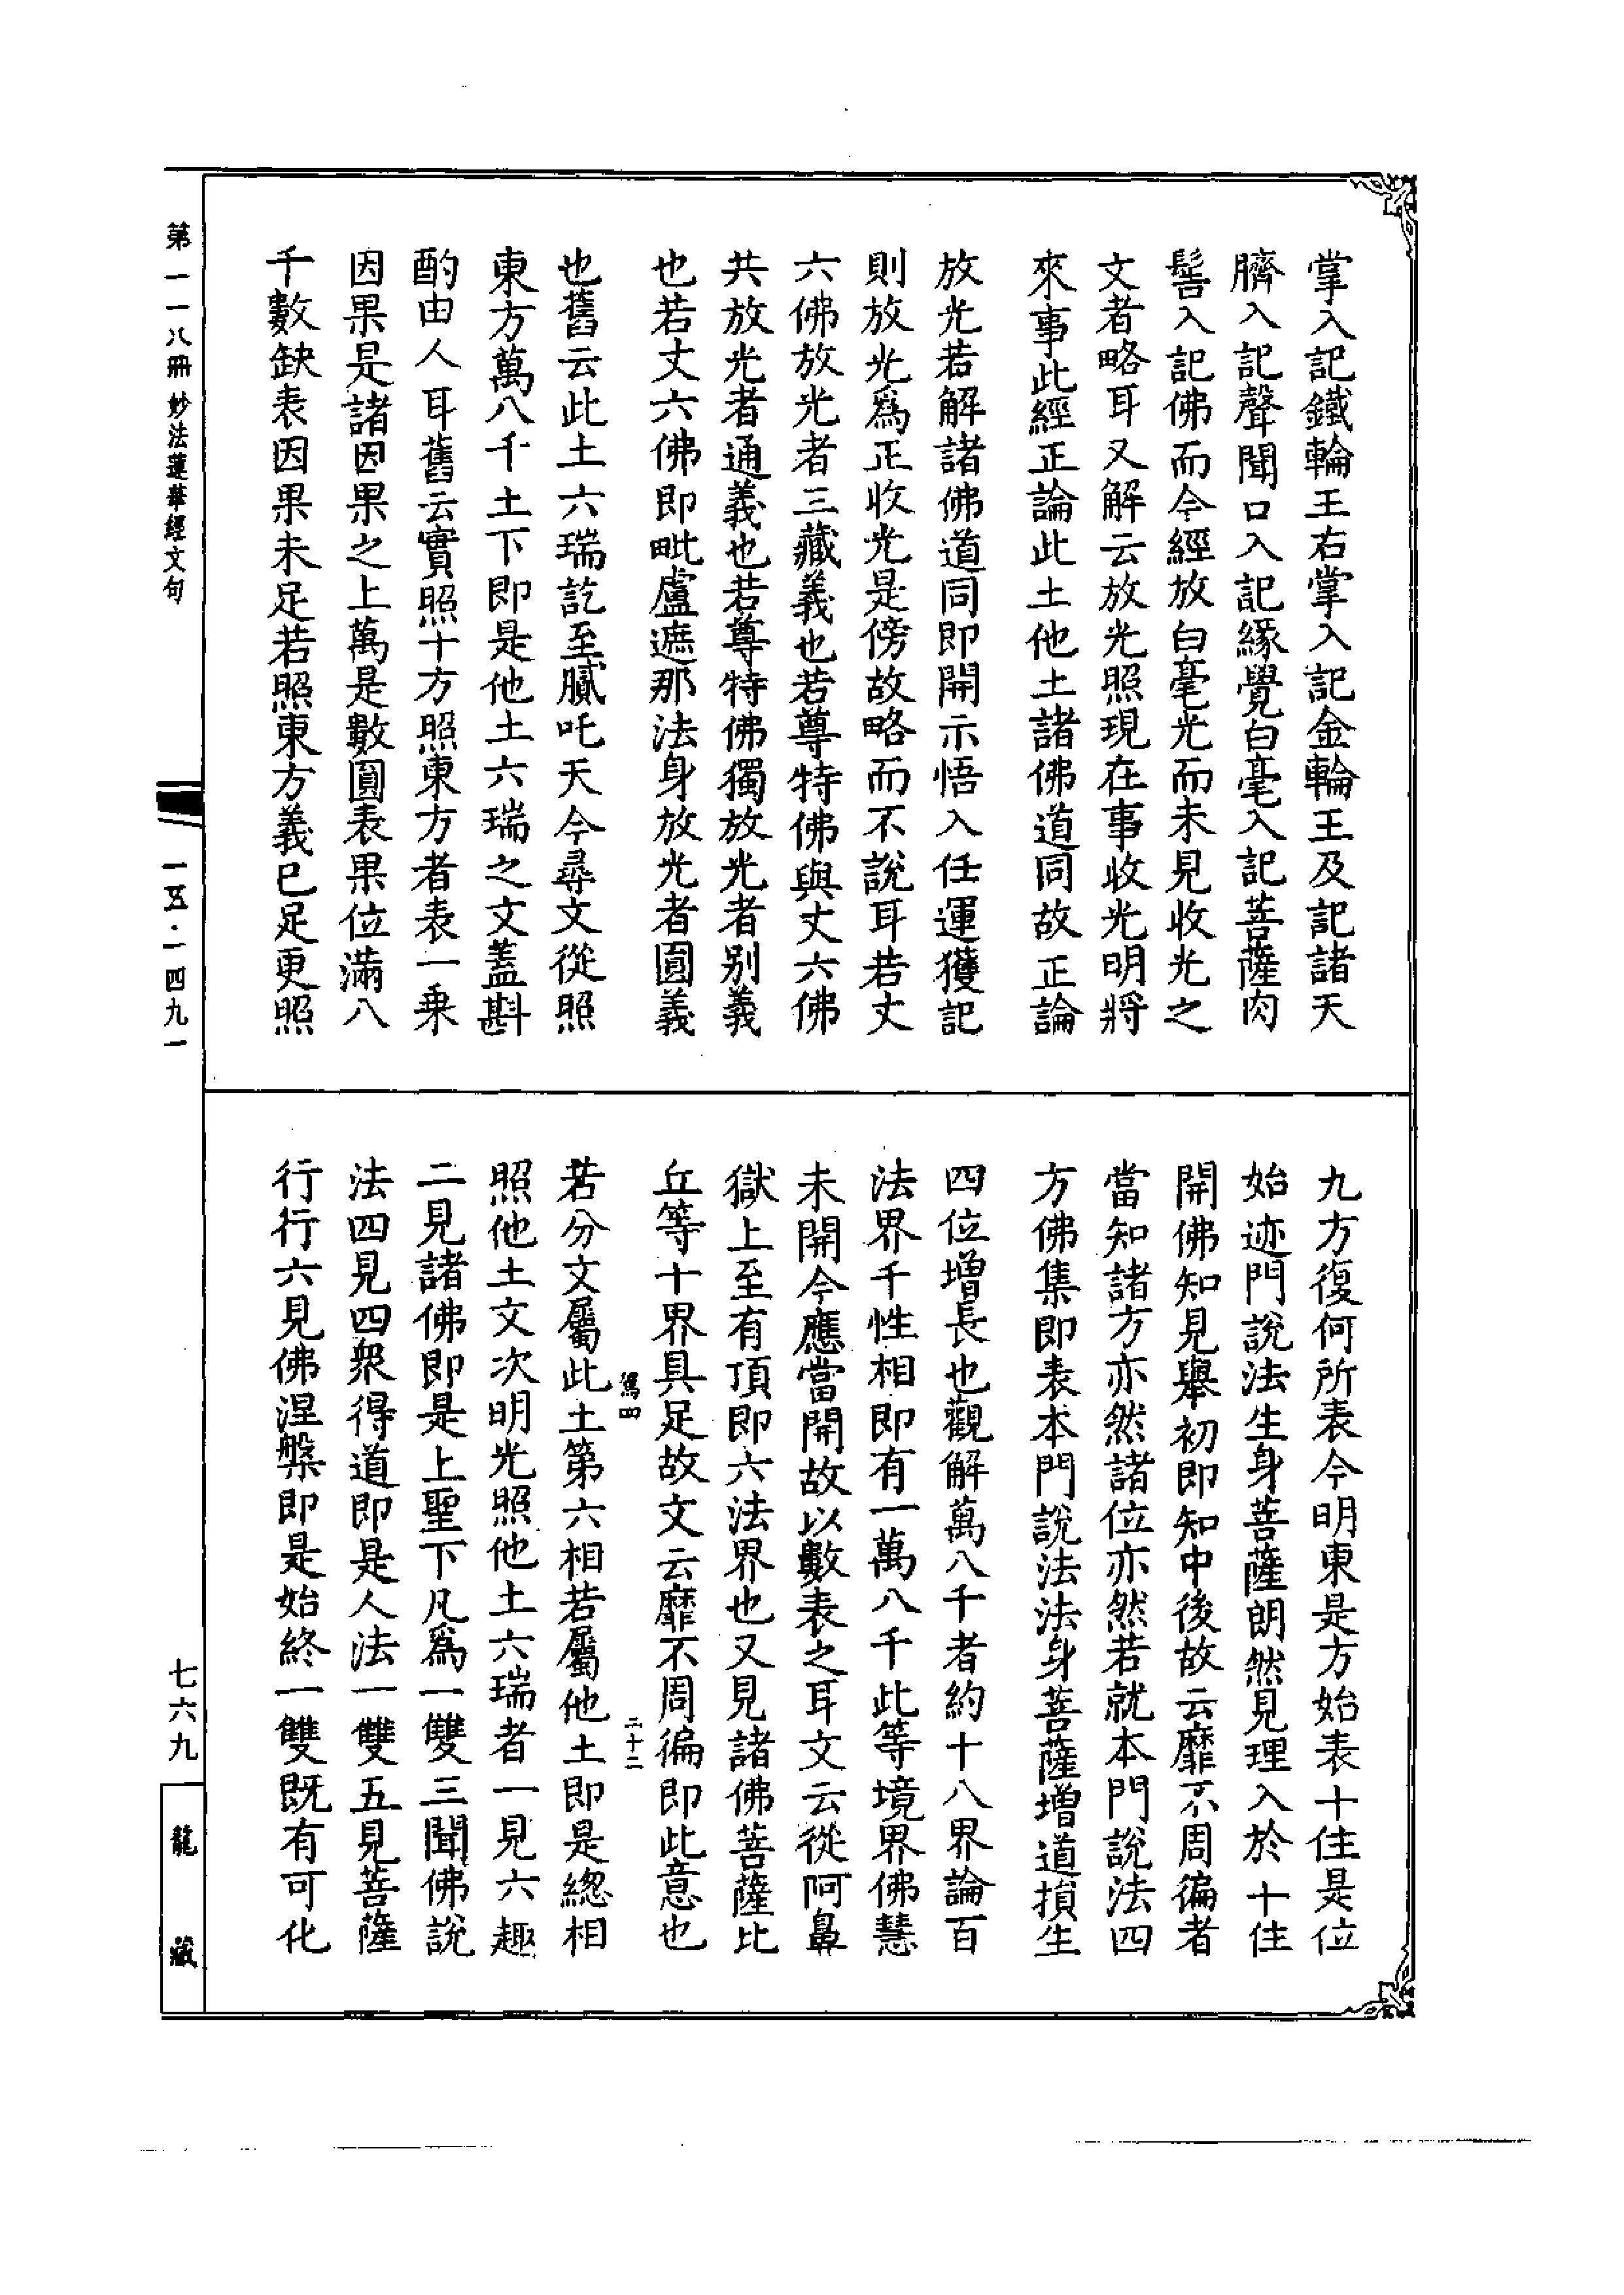 掌入記鐵輪王右掌入記金輪王及記諸天
臍入記聲聞口入記緣覺白毫入記菩薩肉
髻入記佛而今經放白毫光而未見收光之
文者略耳又解云放光照現在事收光明將
來事此經正論此土他土諸佛道同故正論
放光若解諸佛道同即開示悟入任運獲記
則放光爲正收光是傍故略而不說耳若丈
六佛放光者三藏義也若尊特佛與丈六佛
共放光者通義也若尊特佛獨放光者別義
也若丈六佛即毗盧遮那法身放光者圓義
也舊云此土六瑞訖至膩吒天今尋文從照
東方萬八千土下即是他土六瑞之文蓋斟
酌由人耳舊云實照十方照東方者表一乘
因果是諸因果之上萬是數圓表果位滿八
千數缺表因果未足若照東方義已足更照
九方復何所表今明東是方始表十住是位
始迹門說法生身菩薩朗然見理入於十住
開佛知見舉初即知中後故云靡不周徧者
當知諸方亦然諸位亦然若就本門說法四
方佛集即表本門說法法身菩薩增道損生
四位增長也觀解萬八千者約十八界論百
法界千性相即有一萬八千此等境界佛慧
未開今應當開故以數表之耳文云從阿鼻
獄上至有頂即六法界也又見諸佛菩薩比
丘等十界具足故文云靡不周徧即此意也
駕四
二十二
若分文屬此土第六相若屬他土即是總相
照他土文次明光照他土六瑞者一見六趣
二見諸佛即是上聖下凡爲一雙三聞佛說
法四見四衆得道即是人法一雙五見菩薩
行行六見佛涅槃即是始終一雙既有可化
第一一八冊 妙法蓮華經文句
一五·一四九一
七六九
龍藏